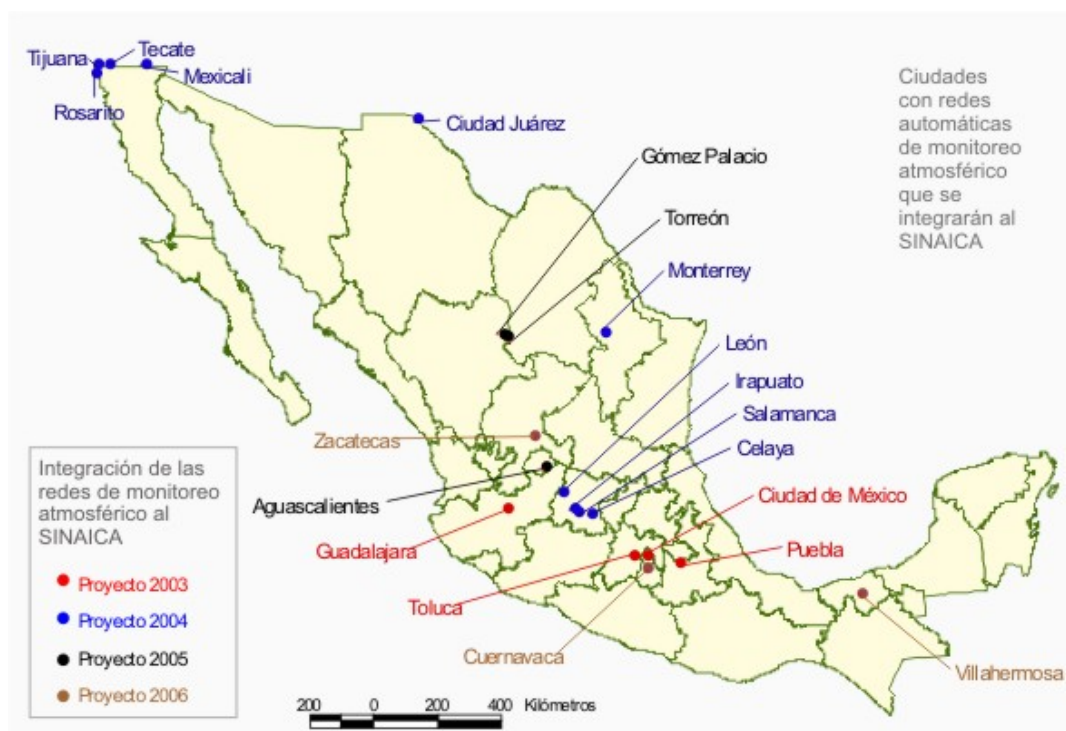 Tijuana
Tecate
Mexicali
Rosarito
Ciudad Juárez
Ciudades
con redes
automáticas
de monitoreo
atmosférico
que se
integrarán al
SINAICA
Gómez Palacio
Torreón
Monterrey
León
Irapuato
Salamanca
Celaya
Zacatecas
Aguascalientes
Guadalajara
Ciudad de México
Puebla
Toluca
Cuernavaca
Villahermosa
Integración de las
redes de monitoreo
atmosférico al
SINAICA
Proyecto 2003
Proyecto 2004
Proyecto 2005
Proyecto 2006
200 0 200 400 Kilómetros